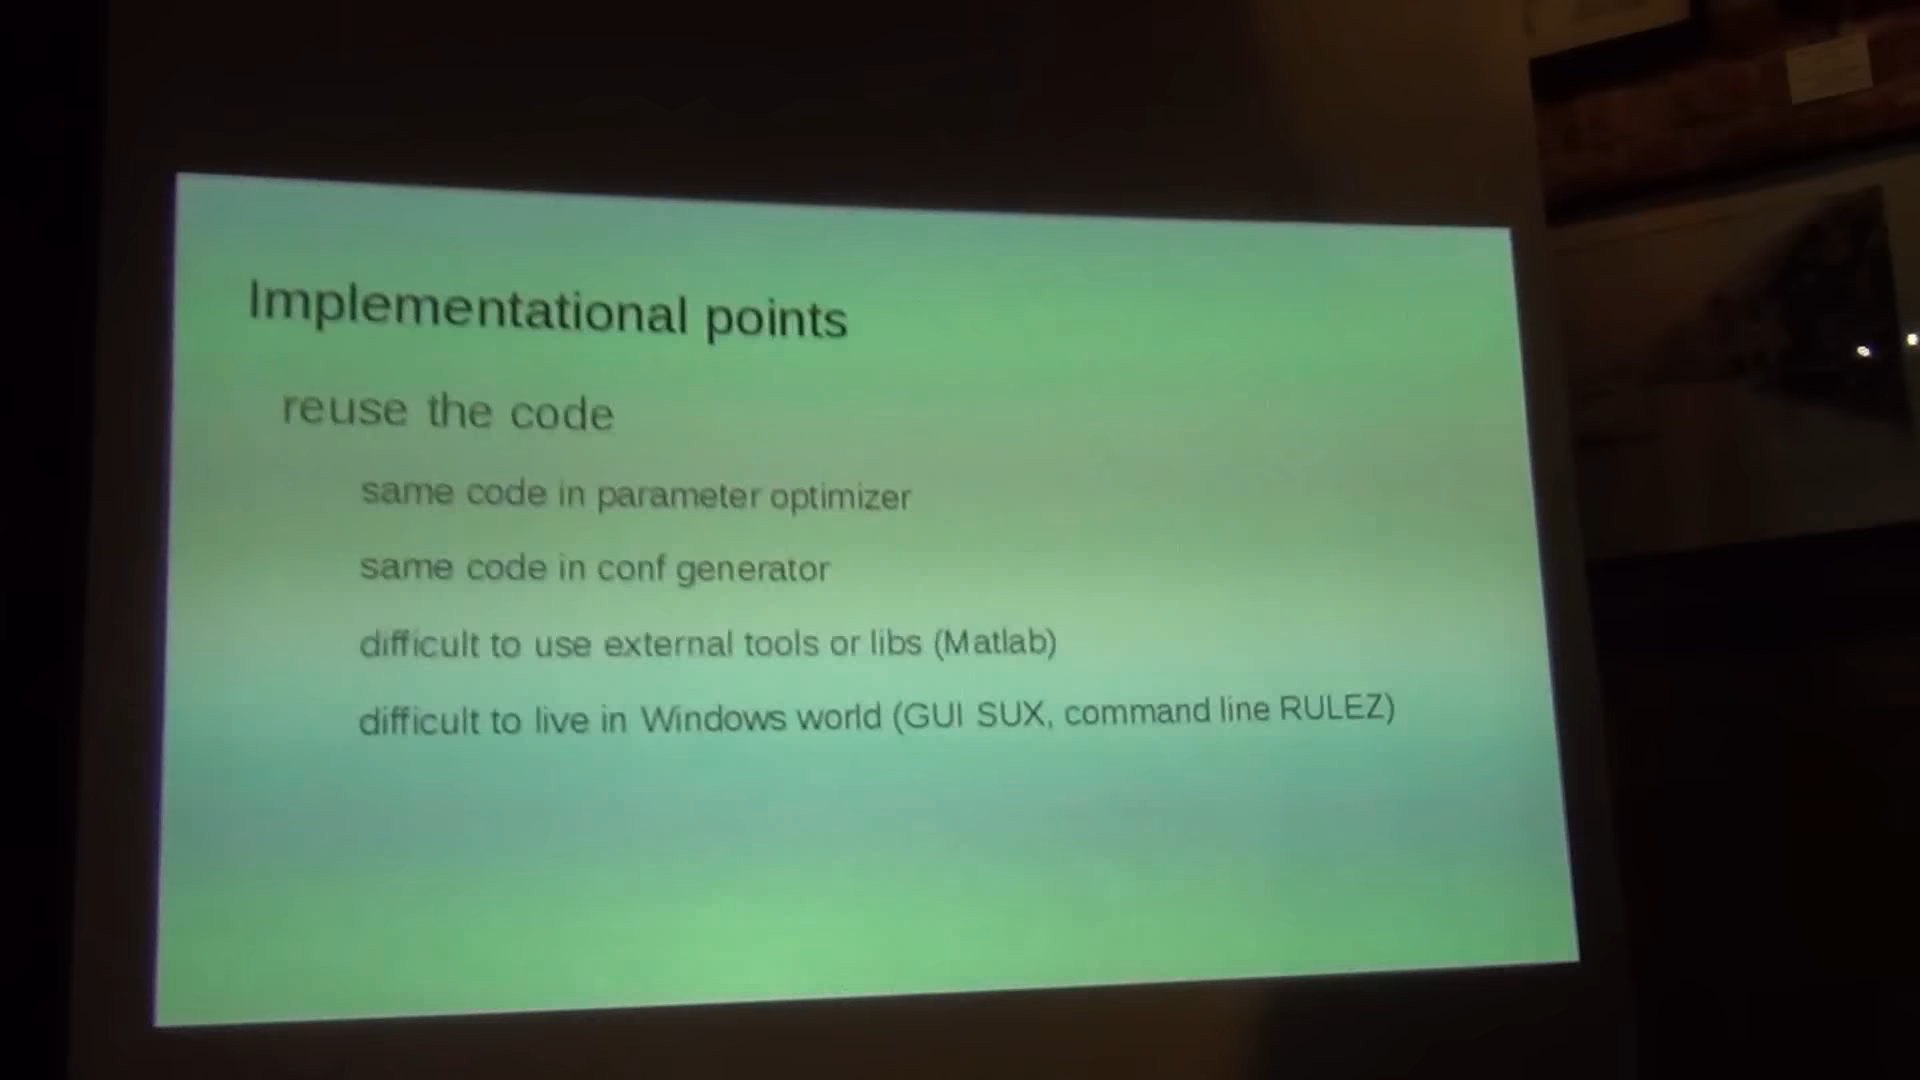 Implementational points
reuse the code
same code in parameter optimizer
same code in conf generator
difficult to use external tools or libs (Matlab)
difficult to live in Windows world (GUI SUX, command line RULEZ)